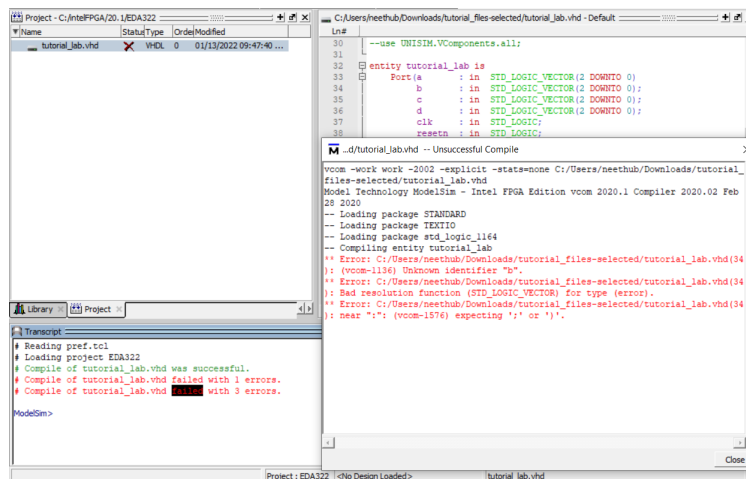 Project - C:/intelFPGA/20.1/EDA322
Name Status Type Order Modified
tutorial_lab.vhd VHDL 0 01/13/2022 09:47:40 ...
Library Project
C:/Users/neethub/Downloads/tutorial_files-selected/tutorial_lab.vhd - Default
Ln#
30 --use UNISIM.VComponents.all;
31
32 entity tutorial_lab is
33 Port(a : in STD_LOGIC_VECTOR(2 DOWNTO 0)
34 b : in STD_LOGIC_VECTOR(2 DOWNTO 0);
35 c : in STD_LOGIC_VECTOR(2 DOWNTO 0);
36 d : in STD_LOGIC_VECTOR(2 DOWNTO 0);
37 clk : in STD_LOGIC;
38 resetn : in STD_LOGIC;
...d/tutorial_lab.vhd -- Unsuccessful Compile
vcom -work work -2002 -explicit -stats=none C:/Users/neethub/Downloads/tutorial_
files-selected/tutorial_lab.vhd
Model Technology ModelSim - Intel FPGA Edition vcom 2020.1 Compiler 2020.02 Feb
28 2020
-- Loading package STANDARD
-- Loading package TEXTIO
-- Loading package std_logic_1164
-- Compiling entity tutorial_lab
** Error: C:/Users/neethub/Downloads/tutorial_files-selected/tutorial_lab.vhd(34
): (vcom-1136) Unknown identifier "b".
** Error: C:/Users/neethub/Downloads/tutorial_files-selected/tutorial_lab.vhd(34
): Bad resolution function (STD_LOGIC_VECTOR) for type (error).
** Error: C:/Users/neethub/Downloads/tutorial_files-selected/tutorial_lab.vhd(34
): near ":": (vcom-1576) expecting ';' or ')'.
Close
Transcript
# Reading pref.tcl
# Loading project EDA322
# Compile of tutorial_lab.vhd was successful.
# Compile of tutorial_lab.vhd failed with 1 errors.
# Compile of tutorial_lab.vhd failed with 3 errors.
ModelSim>
Project : EDA322 <No Design Loaded> tutorial_lab.vhd